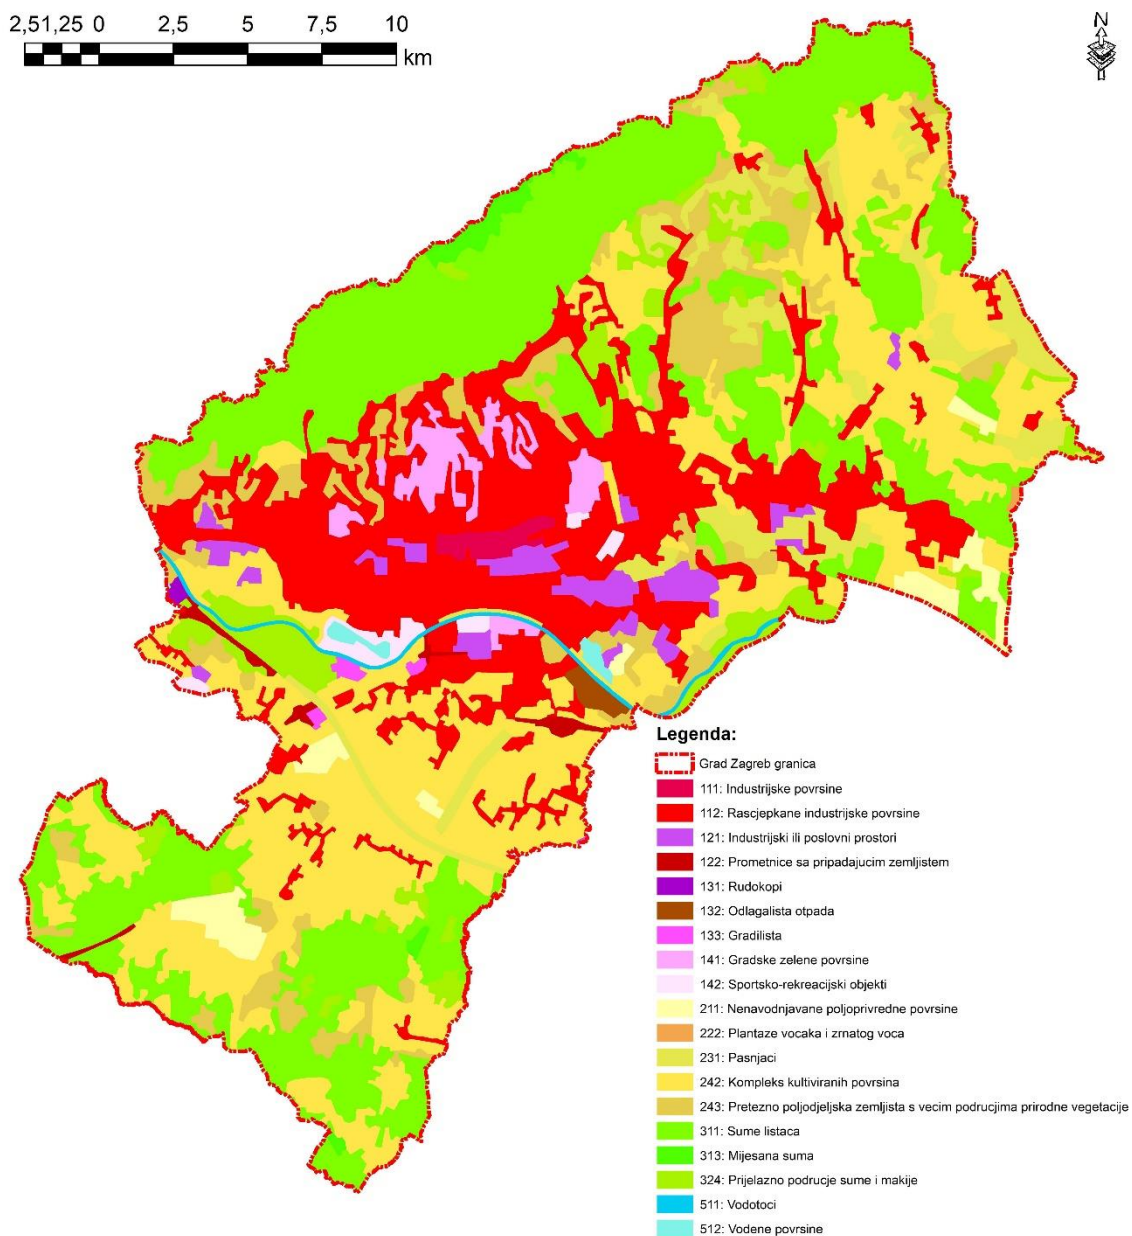 2,51,25 0 2,5 5 7,5 10
km
N
Legenda:
Grad Zagreb granica
111: Industrijske povrsine
112: Rascjepkane industrijske povrsine
121: Industrijski ili poslovni prostori
122: Prometnice sa pripadajucim zemljistem
131: Rudokopi
132: Odlagalista otpada
133: Gradilista
141: Gradske zelene povrsine
142: Sportsko-rekreacijski objekti
211: Nenavodnjavane poljoprivredne povrsine
222: Plantaze vocaka i zrnatog voca
231: Pasnjaci
242: Kompleks kultiviranih povrsina
243: Pretezno poljodjeljska zemljista s vecim podrucjima prirodne vegetacije
311: Sume listaca
313: Mijesana suma
324: Prijelazno podrucje sume i makije
511: Vodotoci
512: Vodene povrsine